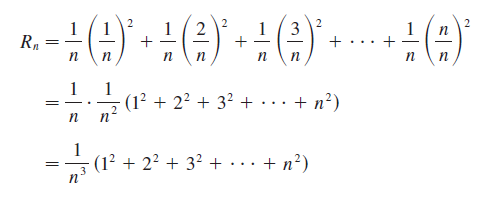 Rₙ = 1/n (1/n)² + 1/n (2/n)² + 1/n (3/n)² + · · · + 1/n (n/n)²
= 1/n · 1/n² (1² + 2² + 3² + · · · + n²)
= 1/n³ (1² + 2² + 3² + · · · + n²)